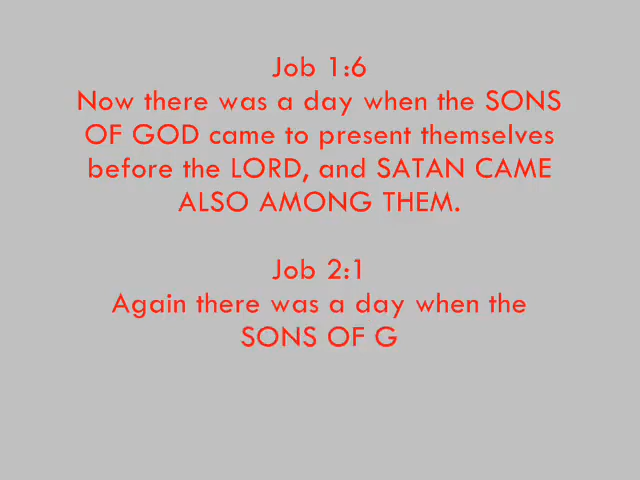 Job 1:6
Now there was a day when the SONS
OF GOD came to present themselves
before the LORD, and SATAN CAME
ALSO AMONG THEM.
Job 2:1
Again there was a day when the
SONS OF G